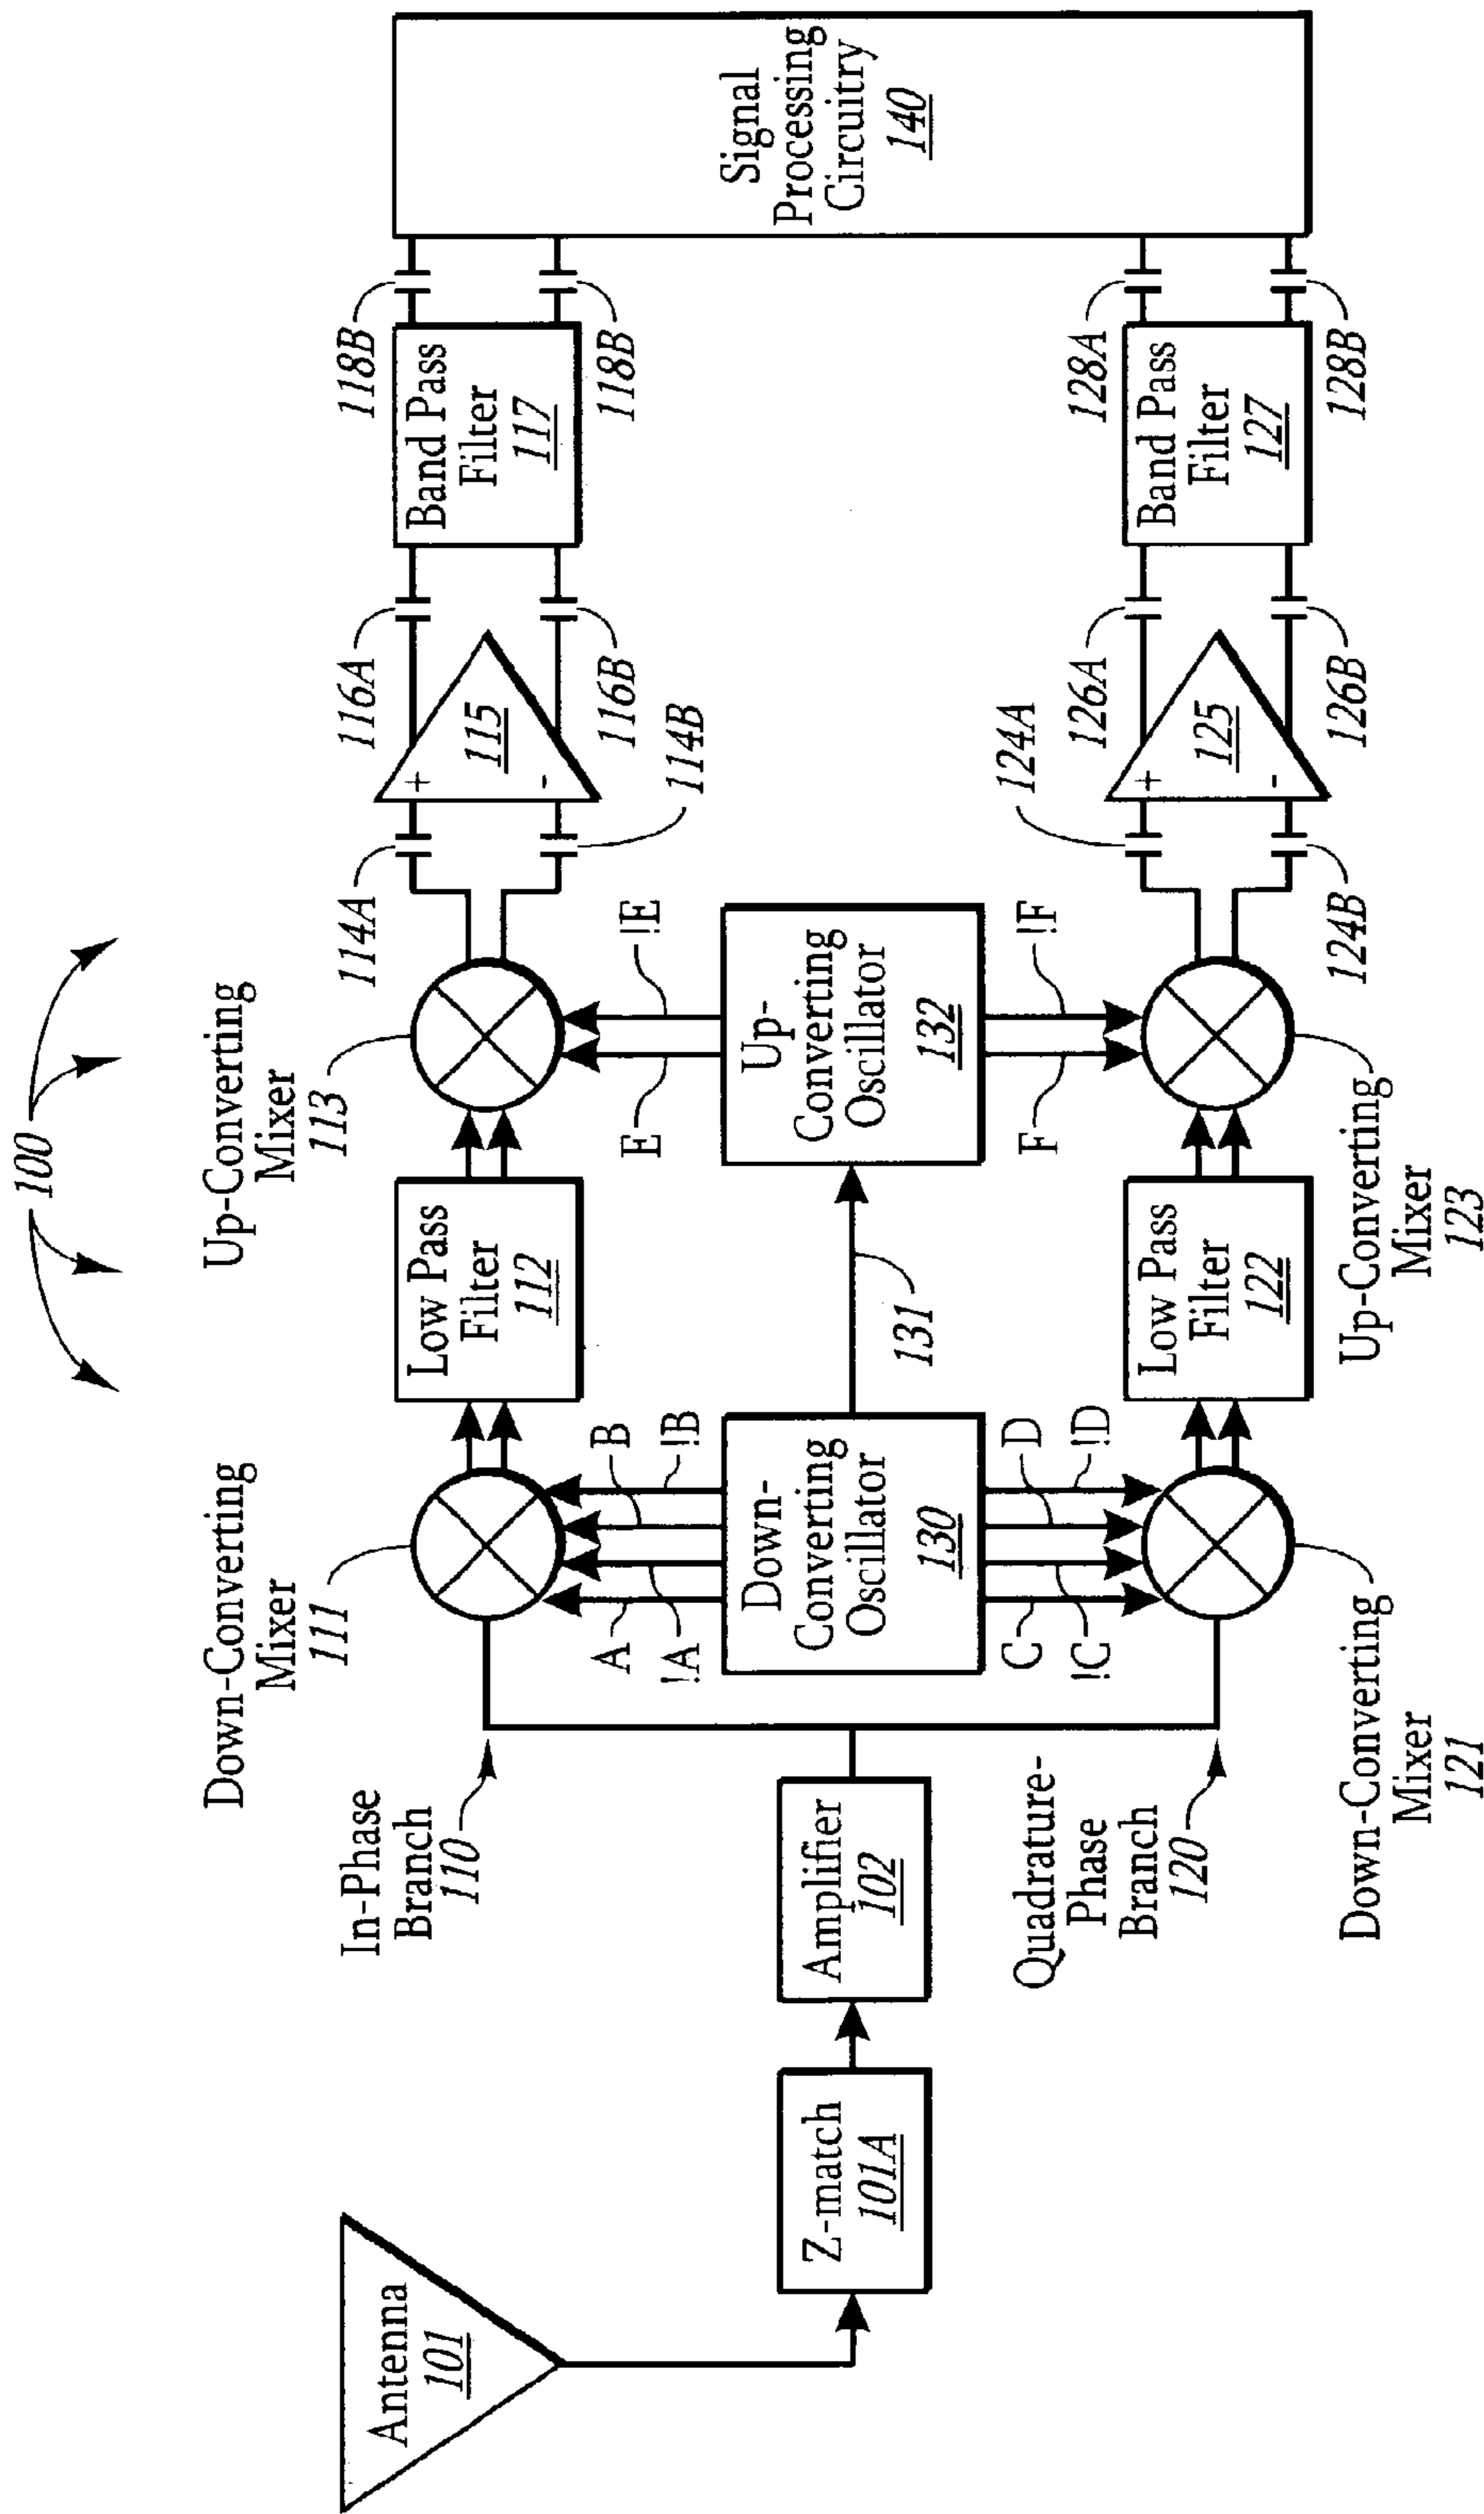 100
Up-Converting
Mixer
113
Down-Converting
Mixer
111
In-Phase
Branch
110
Antenna
101
Z-match
101A
Amplifier
102
A
!A
B
!B
Down-
Converting
Oscillator
130
C
!C
D
!D
Quadrature-
Phase
Branch
120
Down-Converting
Mixer
121
Low Pass
Filter
112
131
Low Pass
Filter
122
E
!E
Up-
Converting
Oscillator
132
F
!F
Up-Converting
Mixer
123
114A
114B
+
-
115
116A
116B
Band Pass
Filter
117
118B
118B
124A
124B
+
-
125
126A
126B
Band Pass
Filter
127
128A
128B
Signal
Processing
Circuitry
140